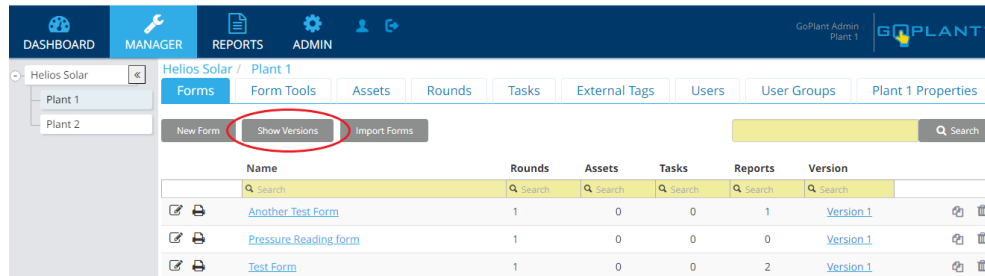 DASHBOARD MANAGER REPORTS ADMIN
GoPlant Admin
Plant 1
GOPLANT
Helios Solar
Plant 1
Plant 2
Helios Solar / Plant 1
Forms Form Tools Assets Rounds Tasks External Tags Users User Groups Plant 1 Properties
New Form Show Versions Import Forms Search
Name Rounds Assets Tasks Reports Version
Search Search Search Search Search Search
Another Test Form 1 0 0 1 Version 1
Pressure Reading form 1 0 0 0 Version 1
Test Form 1 0 0 2 Version 1